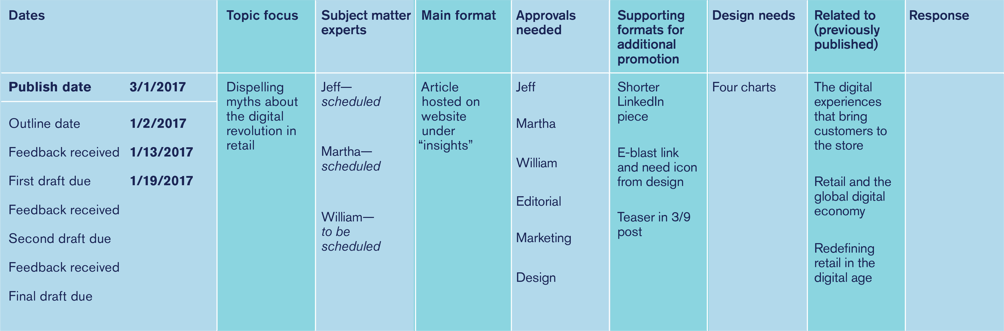 Dates
Topic focus
Subject matter
experts
Main format
Approvals
needed
Supporting
formats for
additional
promotion
Design needs
Related to
(previously
published)
Response
Publish date 3/1/2017
Outline date 1/2/2017
Feedback received 1/13/2017
First draft due 1/19/2017
Feedback received
Second draft due
Feedback received
Final draft due
Dispelling
myths about
the digital
revolution in
retail
Jeff—
scheduled
Martha—
scheduled
William—
to be
scheduled
Article
hosted on
website
under
“insights”
Jeff
Martha
William
Editorial
Marketing
Design
Shorter
LinkedIn
piece
E-blast link
and need icon
from design
Teaser in 3/9
post
Four charts
The digital
experiences
that bring
customers to
the store
Retail and the
global digital
economy
Redefining
retail in the
digital age